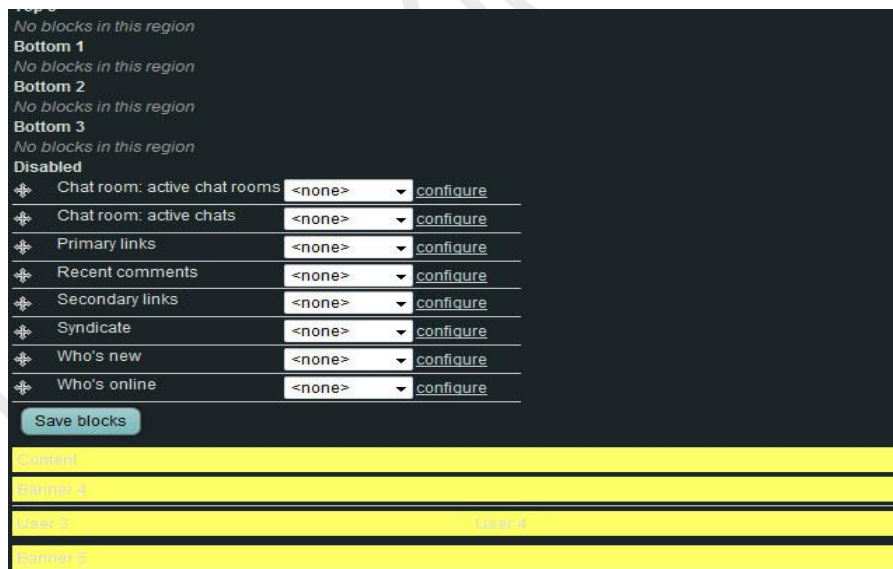 No blocks in this region
Bottom 1
No blocks in this region
Bottom 2
No blocks in this region
Bottom 3
No blocks in this region
Disabled
Chat room: active chat rooms <none> configure
Chat room: active chats <none> configure
Primary links <none> configure
Recent comments <none> configure
Secondary links <none> configure
Syndicate <none> configure
Who's new <none> configure
Who's online <none> configure
Save blocks
Content
Banner 4
User 3 User 4
Banner 5